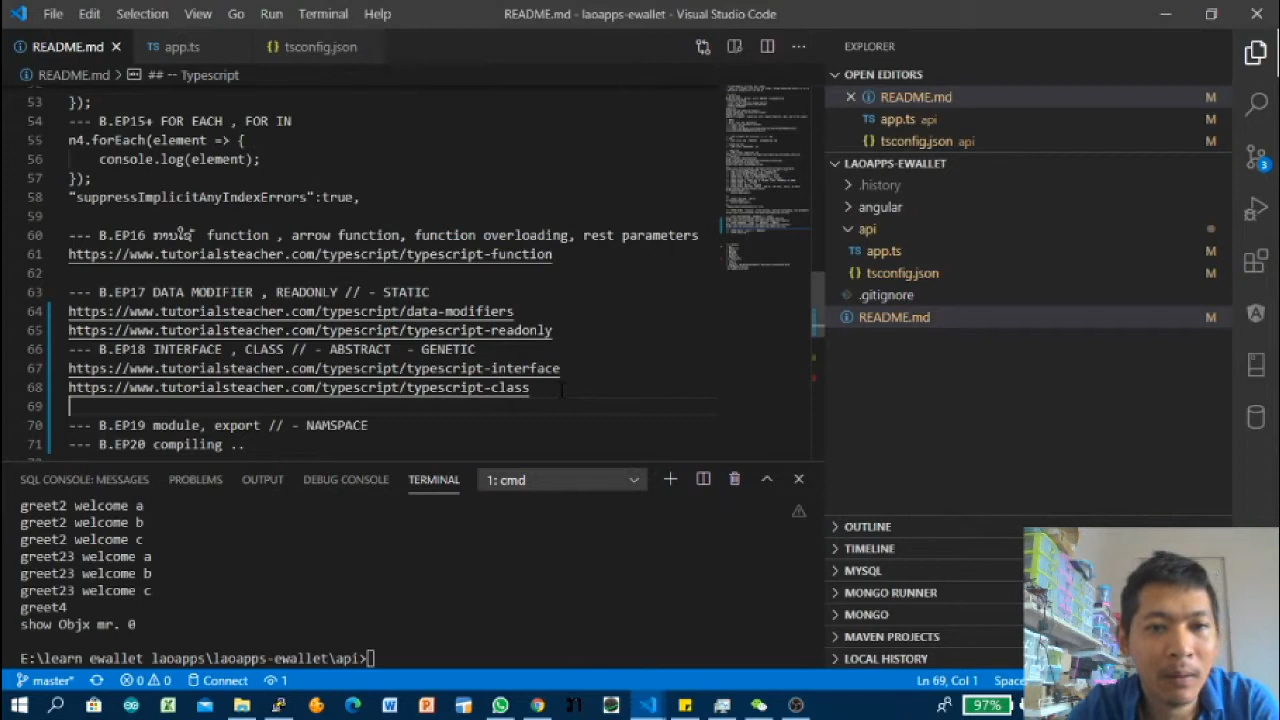 File Edit Selection View Go Run Terminal Help
README.md - laoapps-ewallet - Visual Studio Code
README.md app.ts tsconfig.json
README.md > ## -- Typescript
53 });
54 --- B.EP15+ FOR EACH , FOR IN
55 n4.forEach(element => {
56 console.log(element);
57 });
58 "suppressImplicitAnyIndexErrors":true,
59
60 --- B.EP16 function , arrow function, function overloading, rest parameters
61 https://www.tutorialsteacher.com/typescript/typescript-function
62
63 --- B.EP17 DATA MODIFIER , READONLY // - STATIC
64 https://www.tutorialsteacher.com/typescript/data-modifiers
65 https://www.tutorialsteacher.com/typescript/typescript-readonly
66 --- B.EP18 INTERFACE , CLASS // - ABSTRACT - GENETIC
67 https://www.tutorialsteacher.com/typescript/typescript-interface
68 https://www.tutorialsteacher.com/typescript/typescript-class
69
70 --- B.EP19 module, export // - NAMSPACE
71 --- B.EP20 compiling ..
SQL CONSOLE: MESSAGES PROBLEMS OUTPUT DEBUG CONSOLE TERMINAL 1: cmd
greet2 welcome a
greet2 welcome b
greet2 welcome c
greet23 welcome a
greet23 welcome b
greet23 welcome c
greet4
show Objx mr. 0
E:\learn ewallet laoapps\laoapps-ewallet\api>
EXPLORER
OPEN EDITORS
README.md M
app.ts api M
tsconfig.json api M
LAOAPPS-EWALLET
.history
angular
api
app.ts M
tsconfig.json M
.gitignore
README.md M
OUTLINE
TIMELINE
MYSQL
MONGO RUNNER
MONGO
MAVEN PROJECTS
LOCAL HISTORY
3
master* 0 0 Connect 1 Ln 69, Col 1
97%